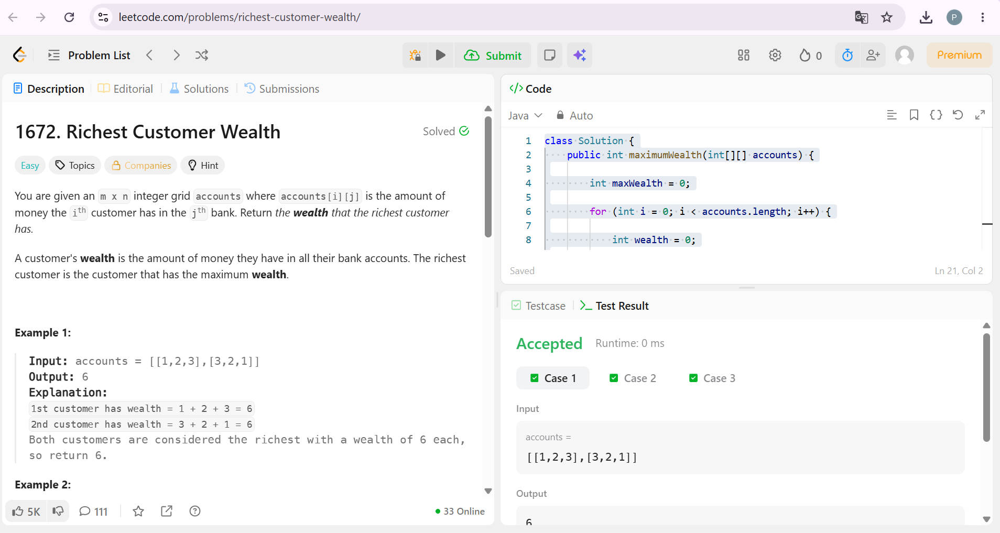 leetcode.com/problems/richest-customer-wealth/
P
Problem List
Submit
0
Premium
Description
Editorial
Solutions
Submissions
1672. Richest Customer Wealth
Solved
Easy
Topics
Companies
Hint
You are given an m x n integer grid accounts where accounts[i][j] is the amount of
money the ith customer has in the jth bank. Return the wealth that the richest customer
has.
A customer's wealth is the amount of money they have in all their bank accounts. The richest
customer is the customer that has the maximum wealth.
Example 1:
Input: accounts = [[1,2,3],[3,2,1]]
Output: 6
Explanation:
1st customer has wealth = 1 + 2 + 3 = 6
2nd customer has wealth = 3 + 2 + 1 = 6
Both customers are considered the richest with a wealth of 6 each,
so return 6.
Example 2:
5K
111
33 Online
</> Code
Java
Auto
1 class Solution {
2 public int maximumWealth(int[][] accounts) {
3
4 int maxWealth = 0;
5
6 for (int i = 0; i < accounts.length; i++) {
7
8 int wealth = 0;
Saved
Ln 21, Col 2
Testcase
Test Result
Accepted
Runtime: 0 ms
Case 1
Case 2
Case 3
Input
accounts =
[[1,2,3],[3,2,1]]
Output
6